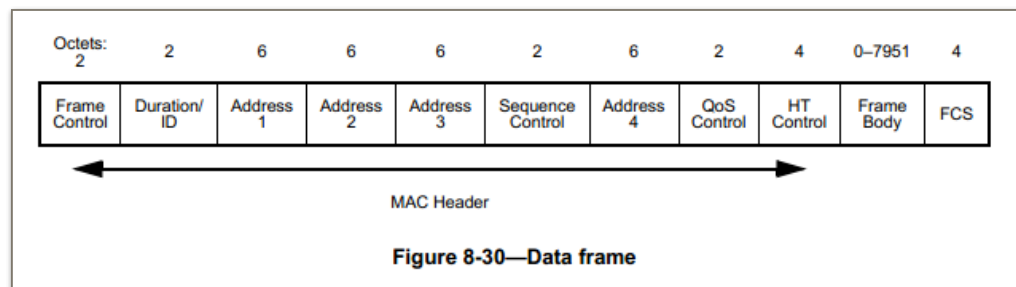 Octets:
2 2 6 6 6 2 6 2 4 0–7951 4
Frame Duration/ Address Address Address Sequence Address QoS HT Frame FCS
Control ID 1 2 3 Control 4 Control Control Body
MAC Header
Figure 8-30—Data frame